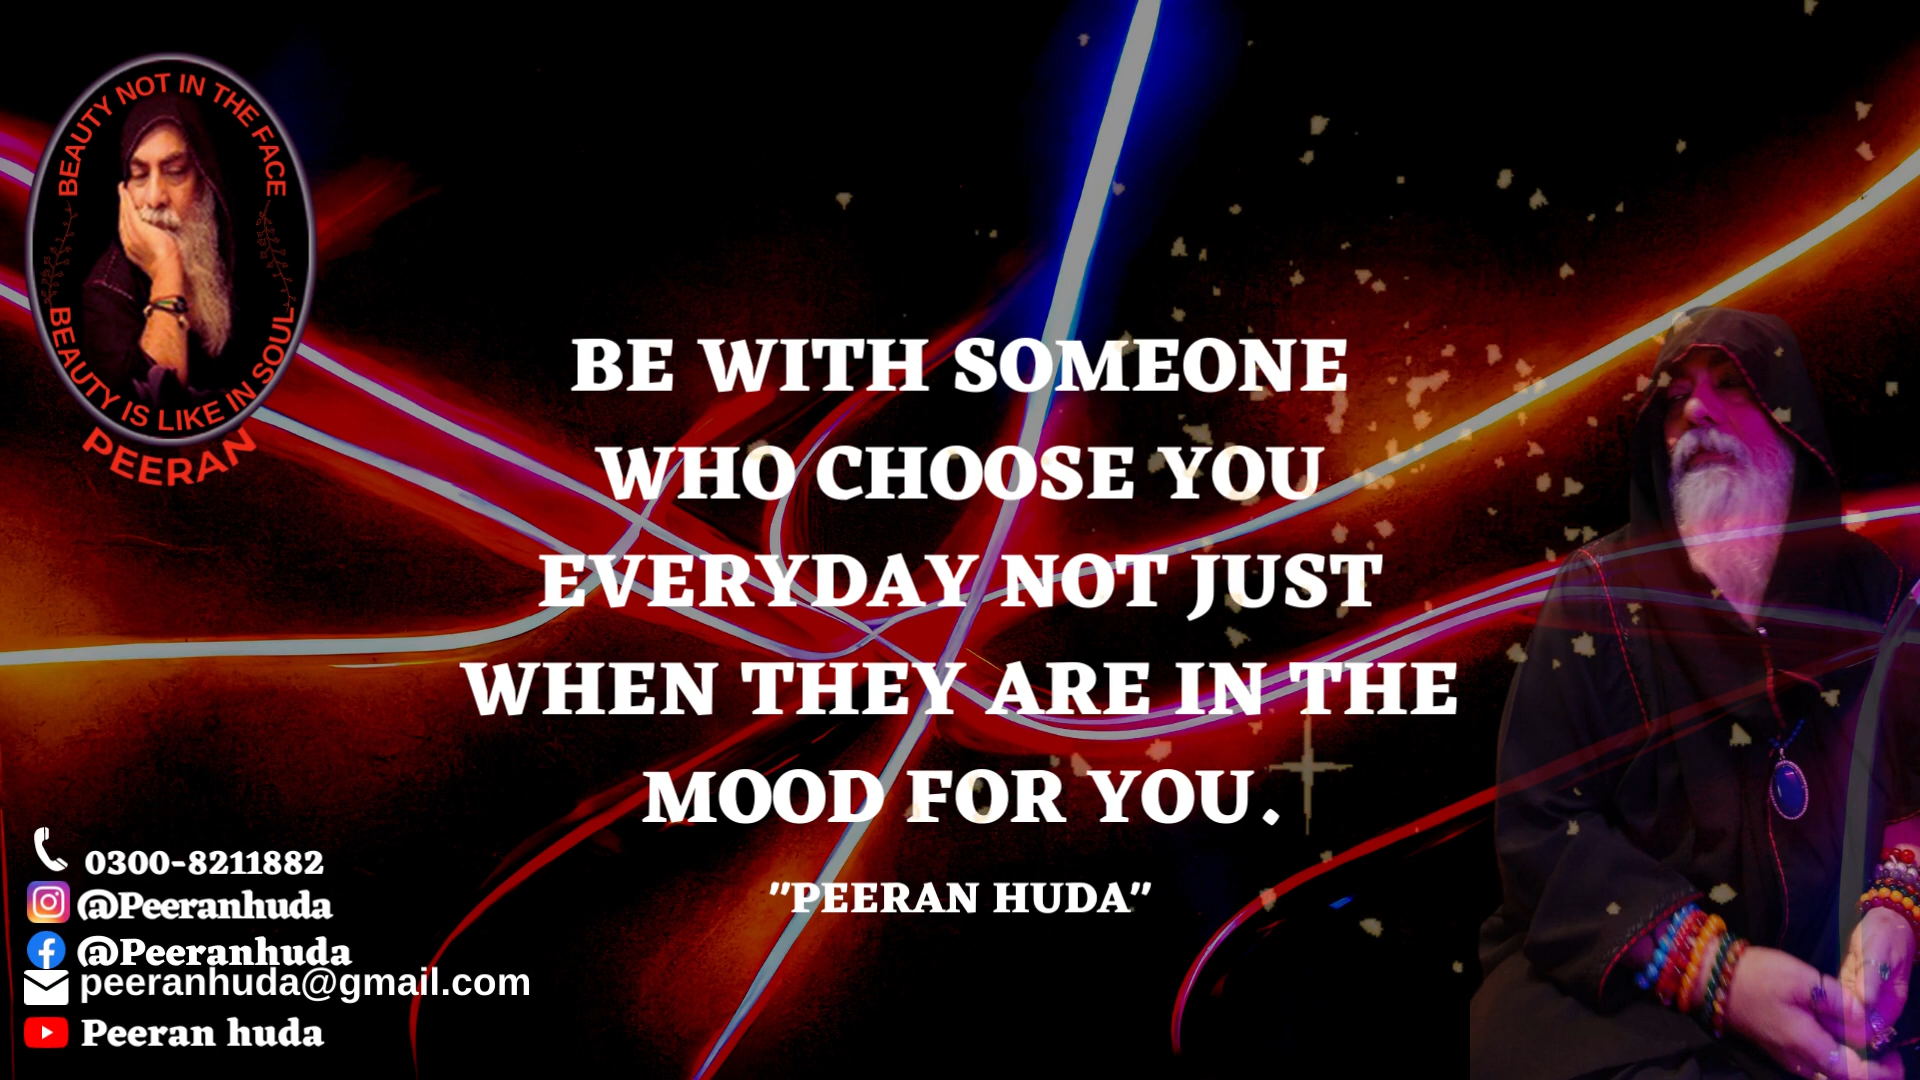 BEAUTY NOT IN THE FACE
BEAUTY IS LIKE IN SOUL
PEERAN
BE WITH SOMEONE
WHO CHOOSE YOU
EVERYDAY NOT JUST
WHEN THEY ARE IN THE
MOOD FOR YOU.
"PEERAN HUDA"
0300-8211882
@Peeranhuda
@Peeranhuda
peeranhuda@gmail.com
Peeran huda